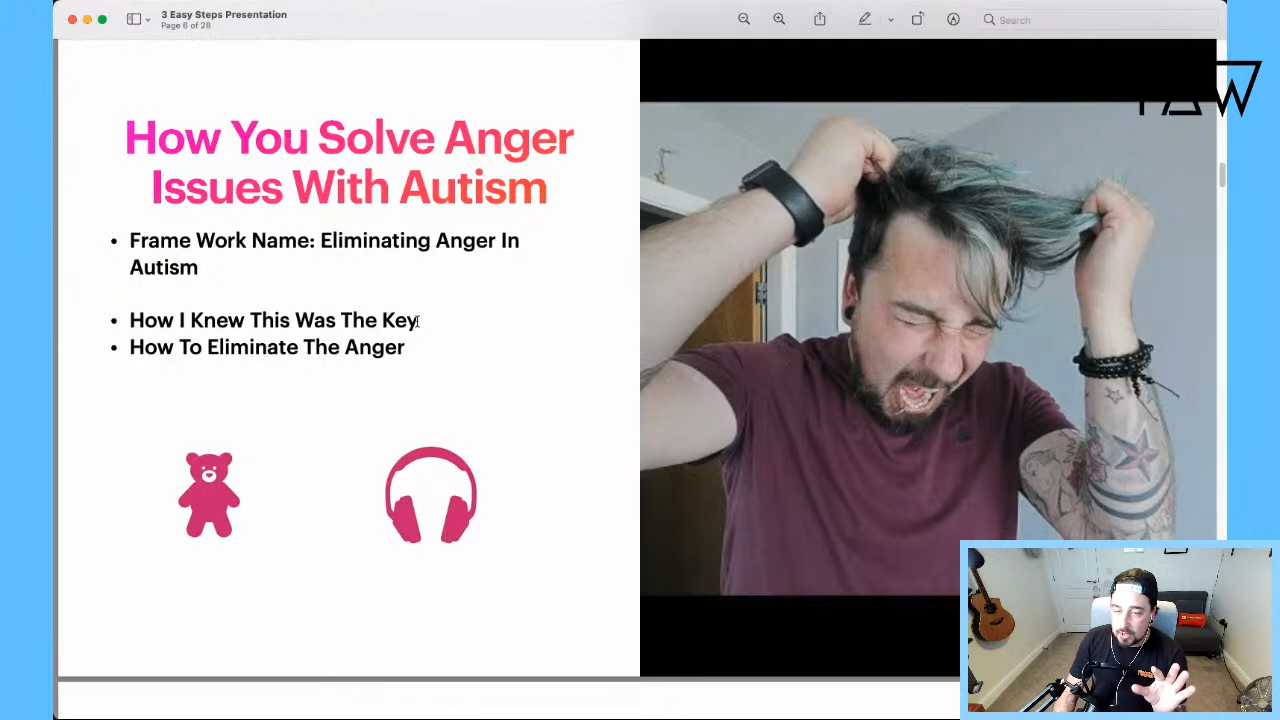 3 Easy Steps Presentation
Page 6 of 28
Search
How You Solve Anger
Issues With Autism
• Frame Work Name: Eliminating Anger In
Autism
• How I Knew This Was The Key
• How To Eliminate The Anger